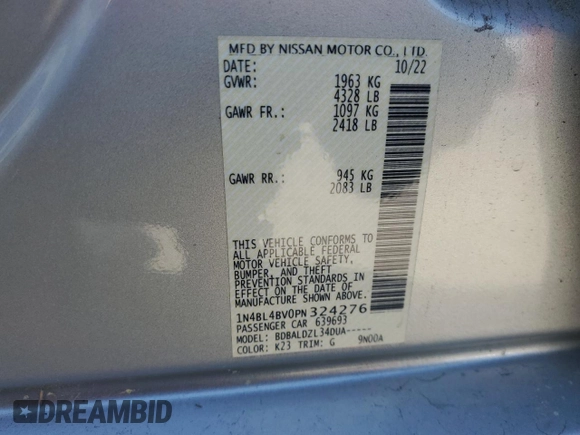 MFD BY NISSAN MOTOR CO., LTD.
DATE: 10/22
GVWR: 1963 KG
4328 LB
GAWR FR.: 1097 KG
2418 LB
GAWR RR.: 945 KG
2083 LB
THIS VEHICLE CONFORMS TO
ALL APPLICABLE FEDERAL
MOTOR VEHICLE SAFETY,
BUMPER, AND THEFT
PREVENTION STANDARDS IN
EFFECT ON THE DATE OF
MANUFACTURE SHOWN ABOVE.
1N4BL4BV0PN324276
PASSENGER CAR 639693
MODEL: BDBALDZL34DUA-----
COLOR: K23 TRIM: G 9N00A
DREAMBID